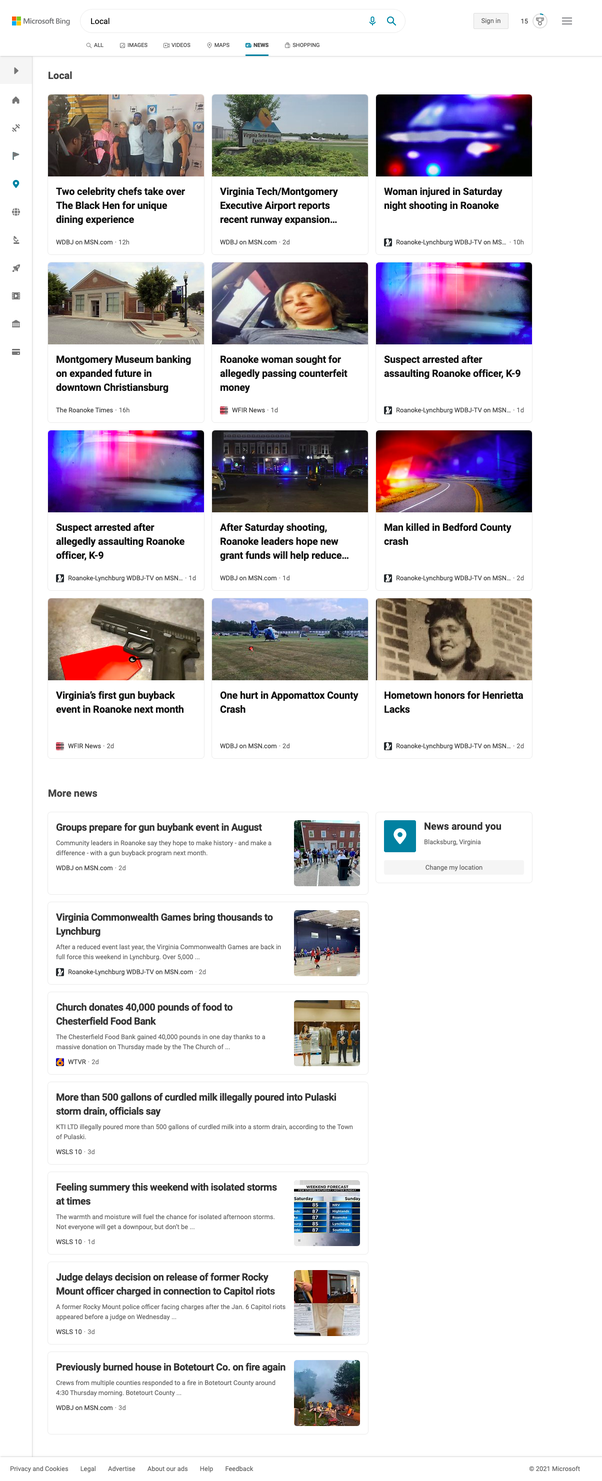 Microsoft Bing
Local
Sign in
15
ALL
IMAGES
VIDEOS
MAPS
NEWS
SHOPPING
Local
Two celebrity chefs take over
The Black Hen for unique
dining experience
WDBJ on MSN.com · 12h
Virginia Tech/Montgomery
Executive Airport reports
recent runway expansion...
WDBJ on MSN.com · 2d
Woman injured in Saturday
night shooting in Roanoke
Roanoke-Lynchburg WDBJ-TV on MS... · 10h
Montgomery Museum banking
on expanded future in
downtown Christiansburg
The Roanoke Times · 16h
Roanoke woman sought for
allegedly passing counterfeit
money
WFIR News · 1d
Suspect arrested after
assaulting Roanoke officer, K-9
Roanoke-Lynchburg WDBJ-TV on MSN... · 1d
Suspect arrested after
allegedly assaulting Roanoke
officer, K-9
Roanoke-Lynchburg WDBJ-TV on MSN... · 1d
After Saturday shooting,
Roanoke leaders hope new
grant funds will help reduce...
WDBJ on MSN.com · 1d
Man killed in Bedford County
crash
Roanoke-Lynchburg WDBJ-TV on MSN... · 2d
Virginia's first gun buyback
event in Roanoke next month
WFIR News · 2d
One hurt in Appomattox County
Crash
WDBJ on MSN.com · 2d
Hometown honors for Henrietta
Lacks
Roanoke-Lynchburg WDBJ-TV on MSN... · 2d
More news
Groups prepare for gun buybank event in August
Community leaders in Roanoke say they hope to make history - and make a
difference - with a gun buyback program next month.
WDBJ on MSN.com · 2d
News around you
Blacksburg, Virginia
Change my location
Virginia Commonwealth Games bring thousands to
Lynchburg
After a reduced event last year, the Virginia Commonwealth Games are back in
full force this weekend in Lynchburg. Over 5,000 ...
Roanoke-Lynchburg WDBJ-TV on MSN.com · 2d
Church donates 40,000 pounds of food to
Chesterfield Food Bank
The Chesterfield Food Bank gained 40,000 pounds in one day thanks to a
massive donation on Thursday made by the The Church of ...
WTVR · 2d
More than 500 gallons of curdled milk illegally poured into Pulaski
storm drain, officials say
KTI LTD illegally poured more than 500 gallons of curdled milk into a storm drain, according to the Town
of Pulaski.
WSLS 10 · 3d
Feeling summery this weekend with isolated storms
at times
The warmth and moisture will fuel the chance for isolated afternoon storms.
Not everyone will get a downpour, but don't be ...
WSLS 10 · 1d
WEEKEND FORECAST
Saturday
Sunday
Judge delays decision on release of former Rocky
Mount officer charged in connection to Capitol riots
A former Rocky Mount police officer facing charges after the Jan. 6 Capitol riots
appeared before a judge on Wednesday ...
WSLS 10 · 3d
Previously burned house in Botetourt Co. on fire again
Crews from multiple counties responded to a fire in Botetourt County around
4:30 Thursday morning. Botetourt County ...
WDBJ on MSN.com · 3d
Privacy and Cookies
Legal
Advertise
About our ads
Help
Feedback
© 2021 Microsoft